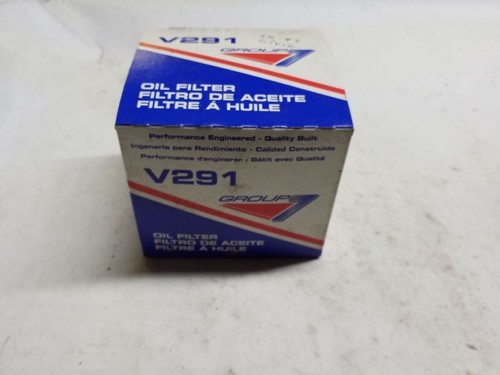 V291
GROUP 7
OIL FILTER
FILTRO DE ACEITE
FILTRE À HUILE
Performance Engineered - Quality Built
Ingenieria para Rendimiento - Calidad Construida
Performance d'engineer - Bâtit avec Qualité
V291
GROUP 7
OIL FILTER
FILTRO DE ACEITE
FILTRE À HUILE